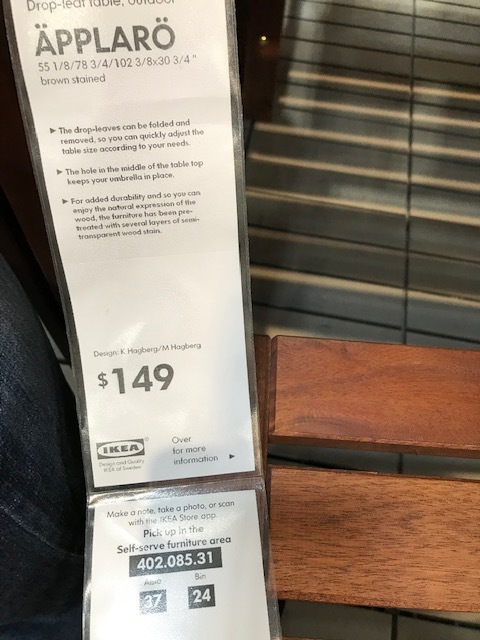 Drop-leaf table, outdoor
ÄPPLARÖ
55 1/8/78 3/4/102 3/8x30 3/4 "
brown stained
▶ The drop-leaves can be folded and
removed, so you can quickly adjust the
table size according to your needs.
▶ The hole in the middle of the table top
keeps your umbrella in place.
▶ For added durability and so you can
enjoy the natural expression of the
wood, the furniture has been pre-
treated with several layers of semi-
transparent wood stain.
Design: K Hagberg/M Hagberg
$149
IKEA
Design and Quality
IKEA of Sweden
Over
for more
information ▶
Make a note, take a photo, or scan
with the IKEA Store app
Pick up in the
Self-serve furniture area
402.085.31
Aisle Bin
37 24